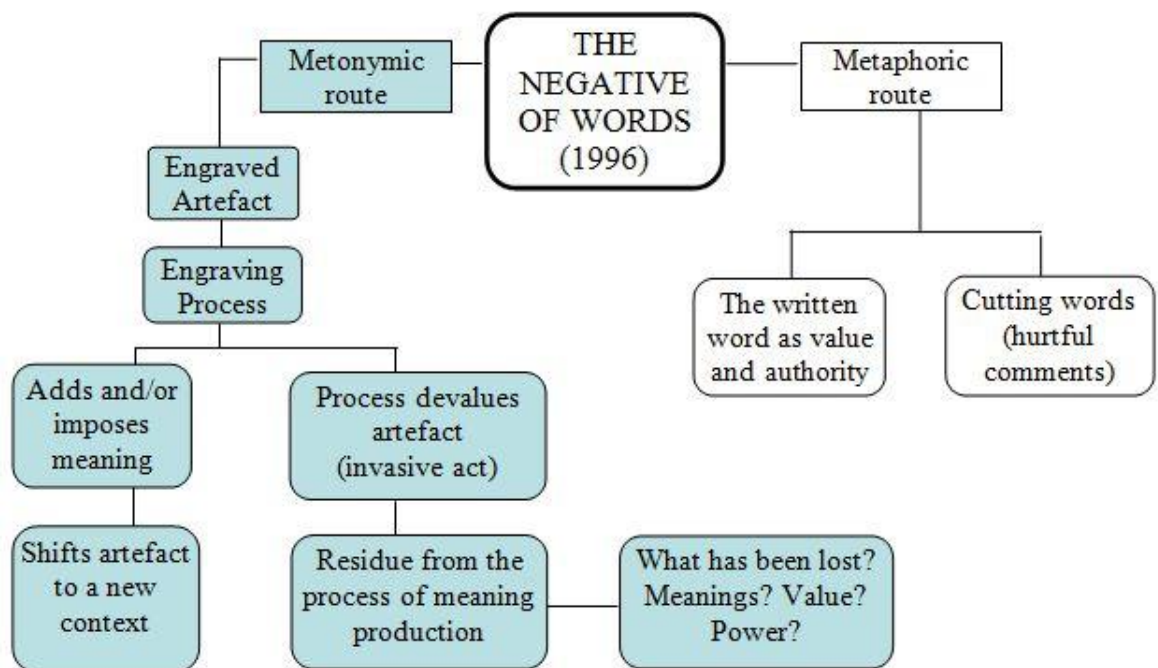 THE
NEGATIVE
OF WORDS
(1996)
Metonymic
route
Metaphoric
route
Engraved
Artefact
Engraving
Process
The written
word as value
and authority
Cutting words
(hurtful
comments)
Adds and/or
imposes
meaning
Process devalues
artefact
(invasive act)
Shifts artefact
to a new
context
Residue from the
process of meaning
production
What has been lost?
Meanings? Value?
Power?